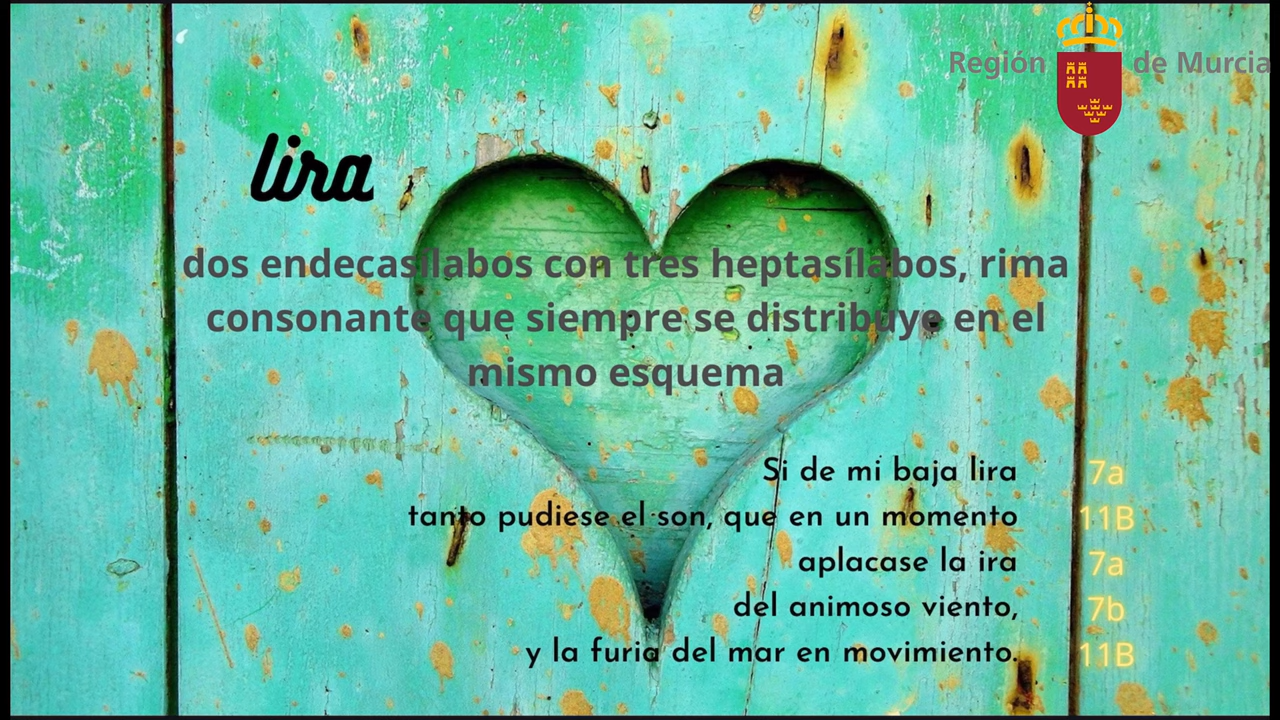 Región de Murcia
lira
dos endecasílabos con tres heptasílabos, rima
consonante que siempre se distribuye en el
mismo esquema
Si de mi baja lira 7a
tanto pudiese el son, que en un momento 11B
aplacase la ira 7a
del animoso viento, 7b
y la furia del mar en movimiento. 11B